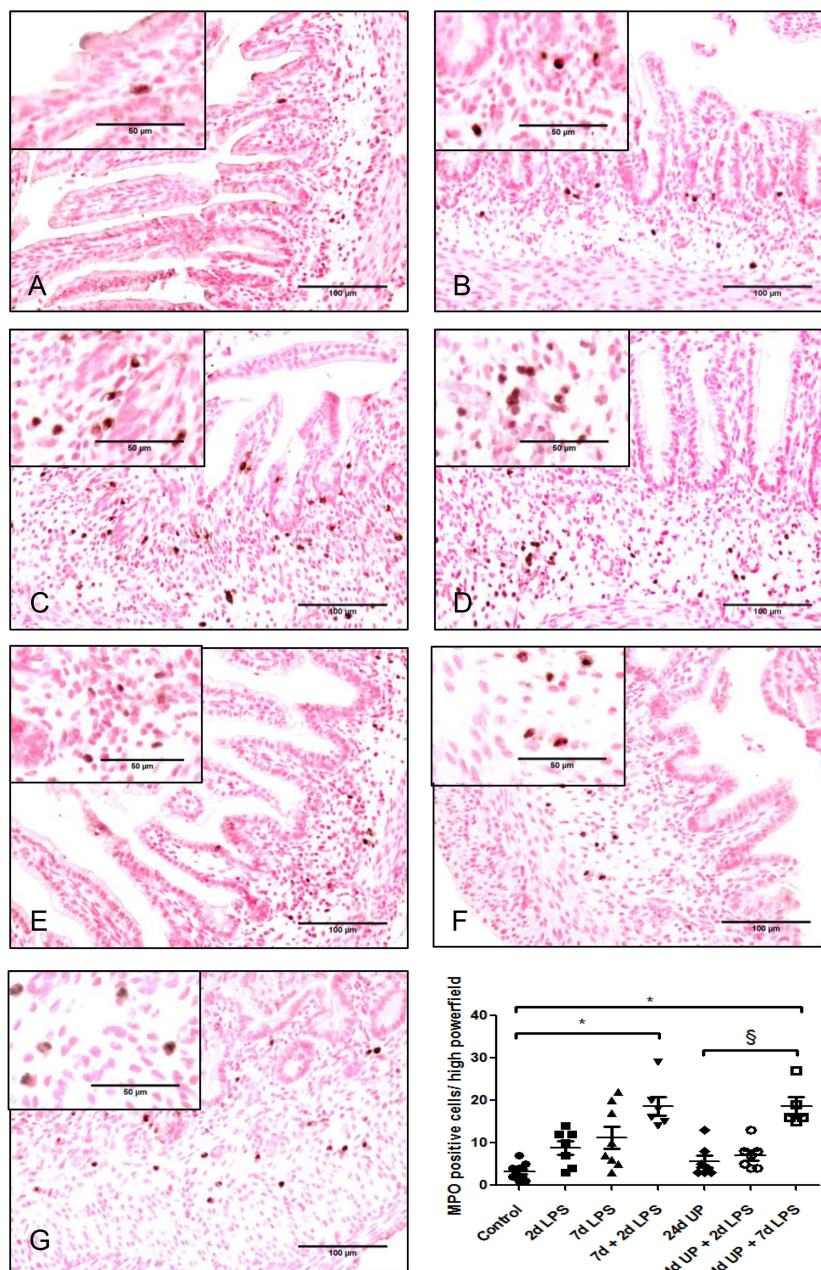 50 µm
100 µm
A
50 µm
100 µm
B
50 µm
100 µm
C
50 µm
100 µm
D
50 µm
100 µm
E
50 µm
100 µm
F
50 µm
100 µm
G
MPO positive cells/ high powerfield
40
30
20
10
0
*
*
§
Control
2d LPS
7d LPS
7d + 2d LPS
24d UP
UP + 2d LPS
UP + 7d LPS